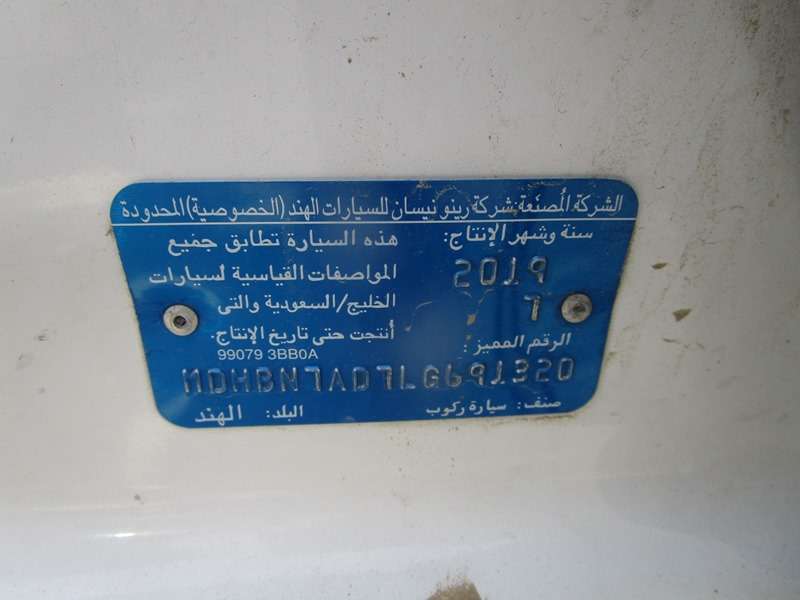 الشركة المُصنعة: شركة رينو نيسان للسيارات الهند (الخصوصية) المحدودة
سنة وشهر الإنتاج:
2019
7
هذه السيارة تطابق جميع
المواصفات القياسية لسيارات
الخليج/السعودية والتى
أنتجت حتى تاريخ الإنتاج.
99079 3BB0A
الرقم المميز:
MDHBN7AD7LG691320
صنف: سيارة ركوب
البلد: الهند